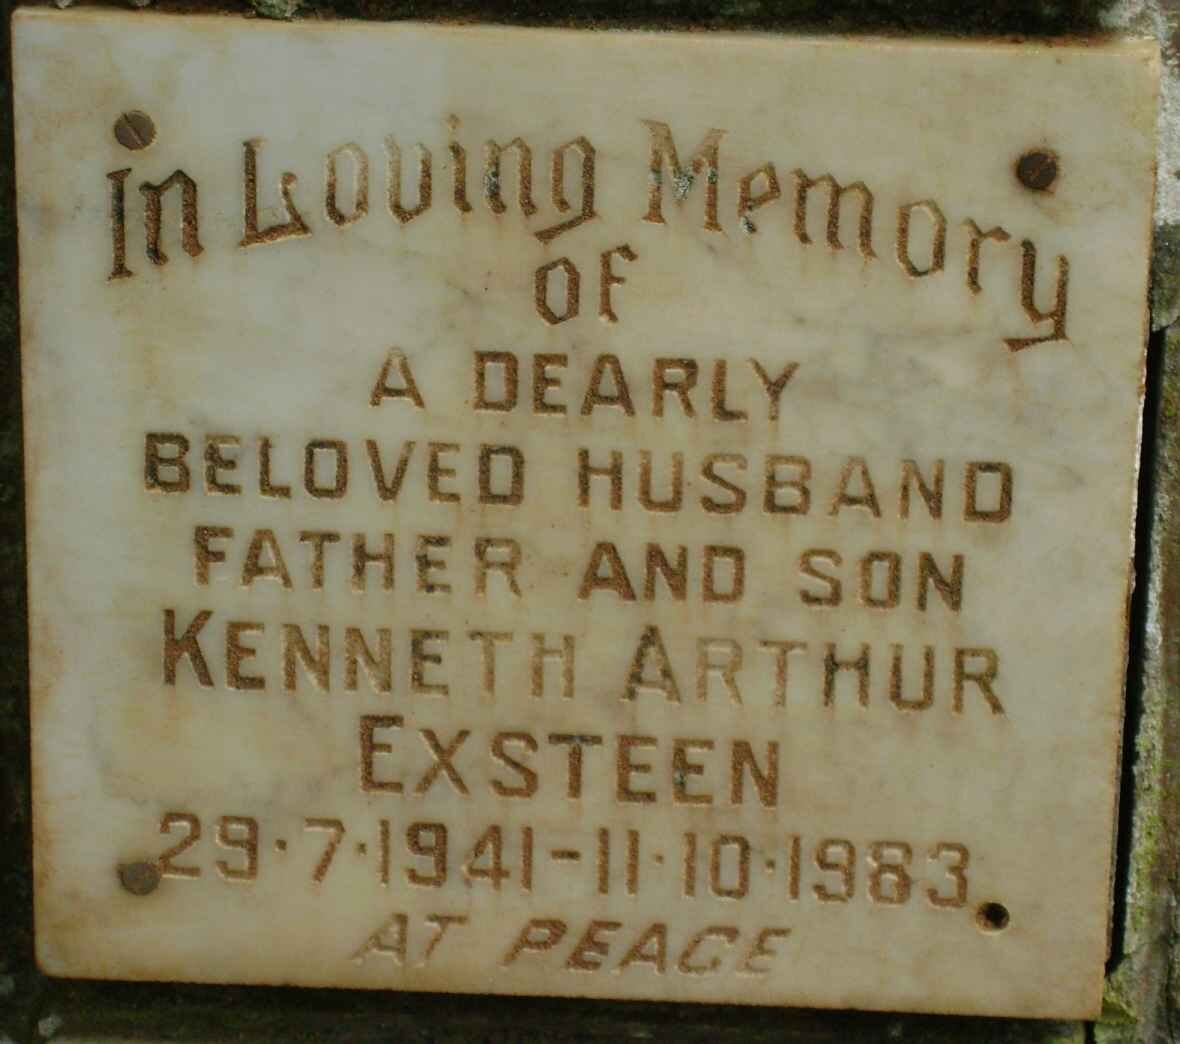 In Loving Memory
of
A DEARLY
BELOVED HUSBAND
FATHER AND SON
KENNETH ARTHUR
EXSTEEN
29·7·1941-11·10·1983
AT PEACE